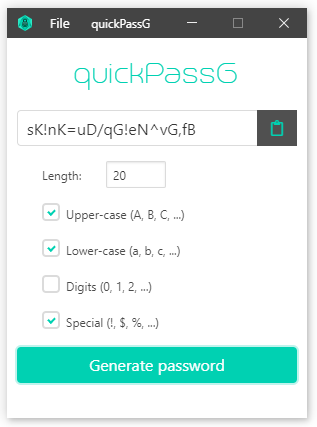 File quickPassG
quickPassG
sK!nK=uD/qG!eN^vG,fB
Length: 20
Upper-case (A, B, C, ...)
Lower-case (a, b, c, ...)
Digits (0, 1, 2, ...)
Special (!, $, %, ...)
Generate password